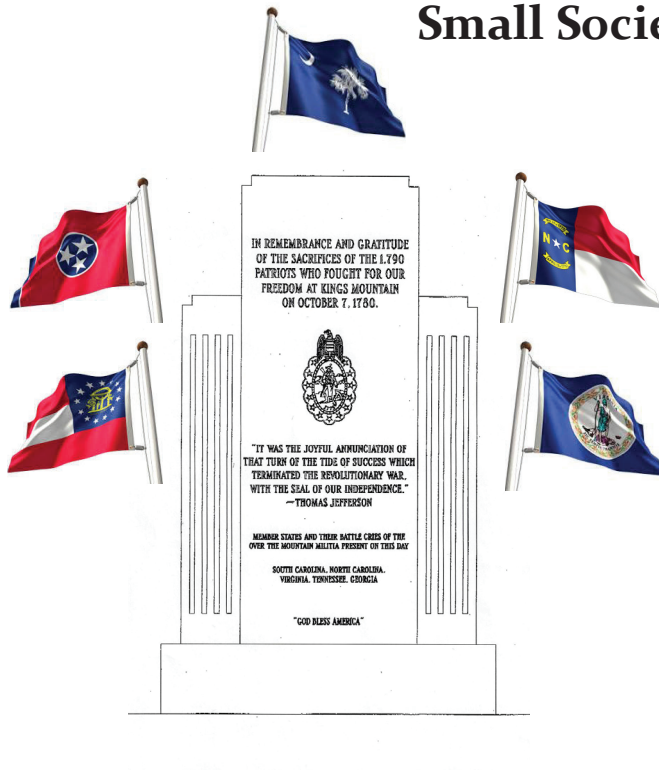 Small Socie
IN REMEMBRANCE AND GRATITUDE
OF THE SACRIFICES OF THE 1,790
PATRIOTS WHO FOUGHT FOR OUR
FREEDOM AT KINGS MOUNTAIN
ON OCTOBER 7, 1780.
"IT WAS THE JOYFUL ANNUNCIATION OF
THAT TURN OF THE TIDE OF SUCCESS WHICH
TERMINATED THE REVOLUTIONARY WAR,
WITH THE SEAL OF OUR INDEPENDENCE."
~THOMAS JEFFERSON
MEMBER STATES AND THEIR BATTLE CRIES OF THE
OVER THE MOUNTAIN MILITIA PRESENT ON THIS DAY
SOUTH CAROLINA, NORTH CAROLINA,
VIRGINIA, TENNESSEE, GEORGIA
"GOD BLESS AMERICA"
N C